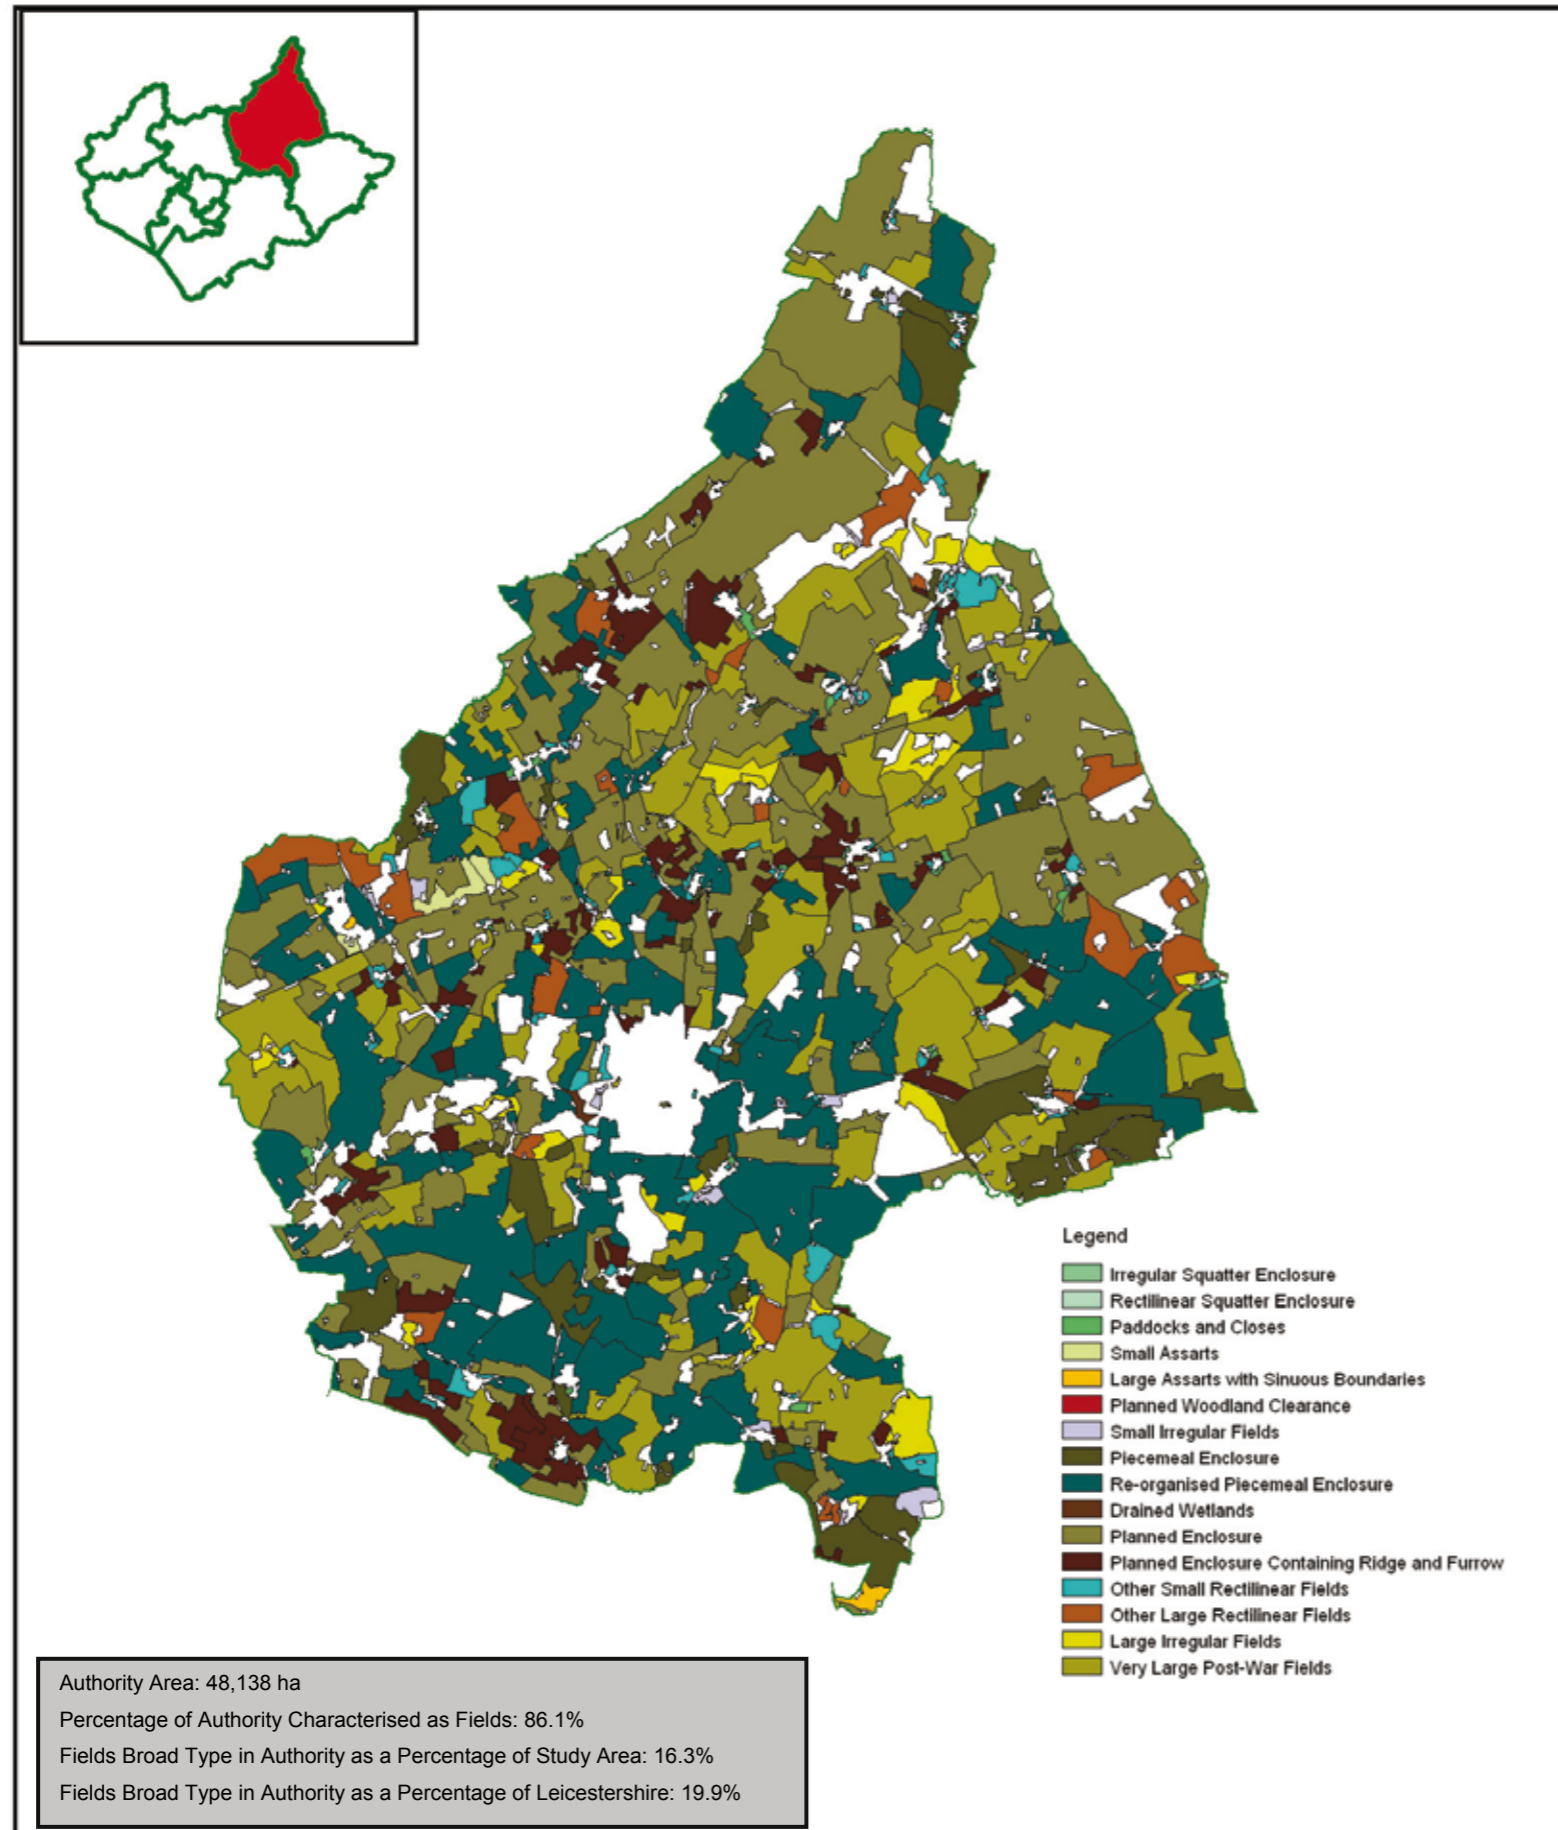 Legend
Irregular Squatter Enclosure
Rectilinear Squatter Enclosure
Paddocks and Closes
Small Assarts
Large Assarts with Sinuous Boundaries
Planned Woodland Clearance
Small Irregular Fields
Piecemeal Enclosure
Re-organised Piecemeal Enclosure
Drained Wetlands
Planned Enclosure
Planned Enclosure Containing Ridge and Furrow
Other Small Rectilinear Fields
Other Large Rectilinear Fields
Large Irregular Fields
Very Large Post-War Fields
Authority Area: 48,138 ha
Percentage of Authority Characterised as Fields: 86.1%
Fields Broad Type in Authority as a Percentage of Study Area: 16.3%
Fields Broad Type in Authority as a Percentage of Leicestershire: 19.9%